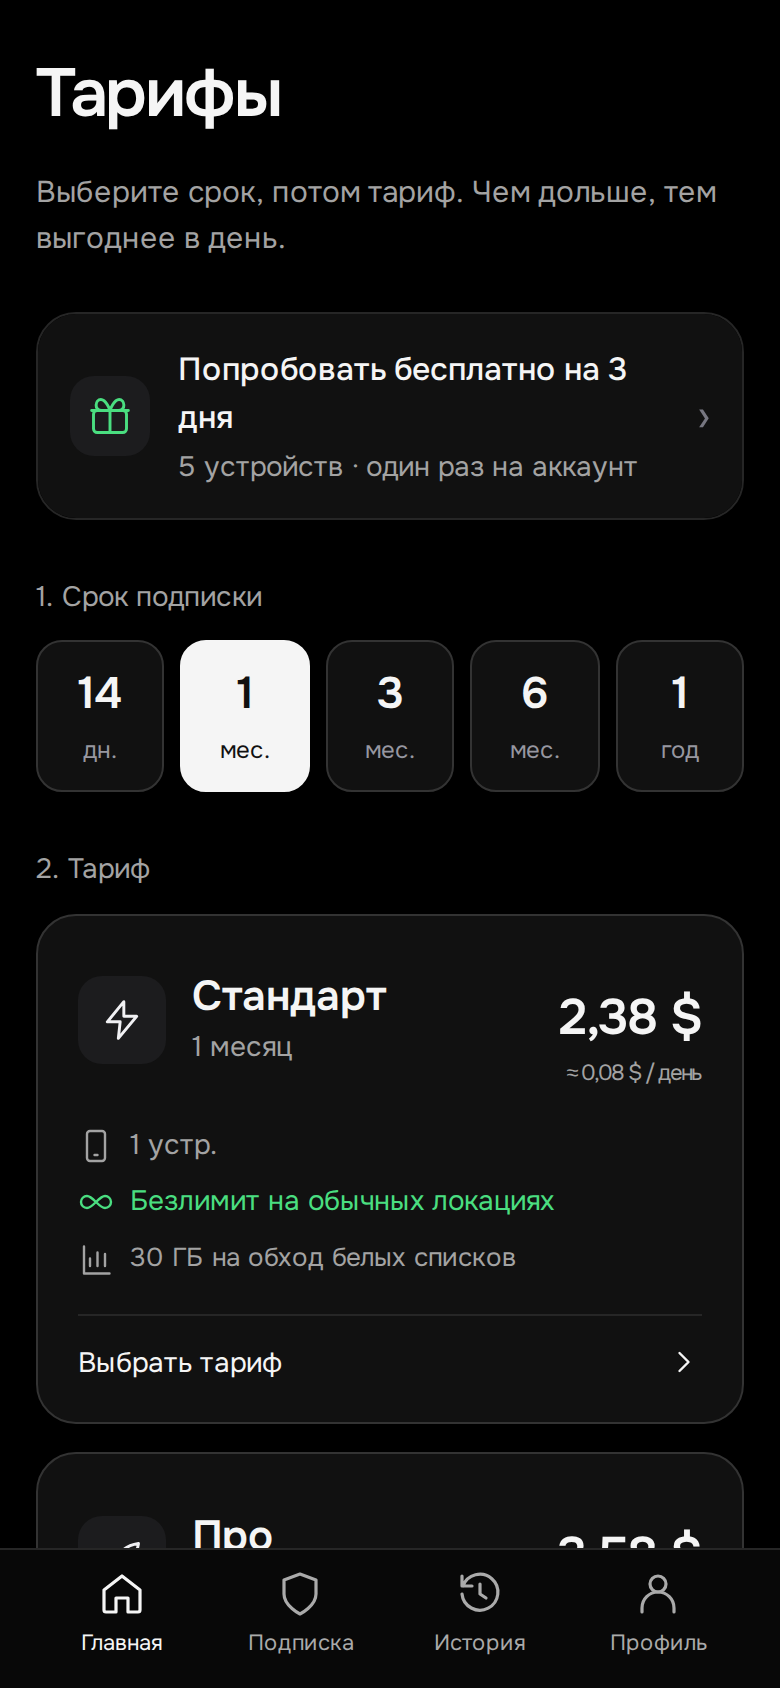 Тарифы
Выберите срок, потом тариф. Чем дольше, тем
выгоднее в день.
Попробовать бесплатно на 3
дня
5 устройств · один раз на аккаунт
1. Срок подписки
14 1 3 6 1
дн. мес. мес. мес. год
2. Тариф
Стандарт
2,38 $
1 месяц
≈ 0,08 $ / день
1 устр.
Безлимит на обычных локациях
30 ГБ на обход белых списков
Выбрать тариф
Про
3,58 $
Главная Подписка История Профиль